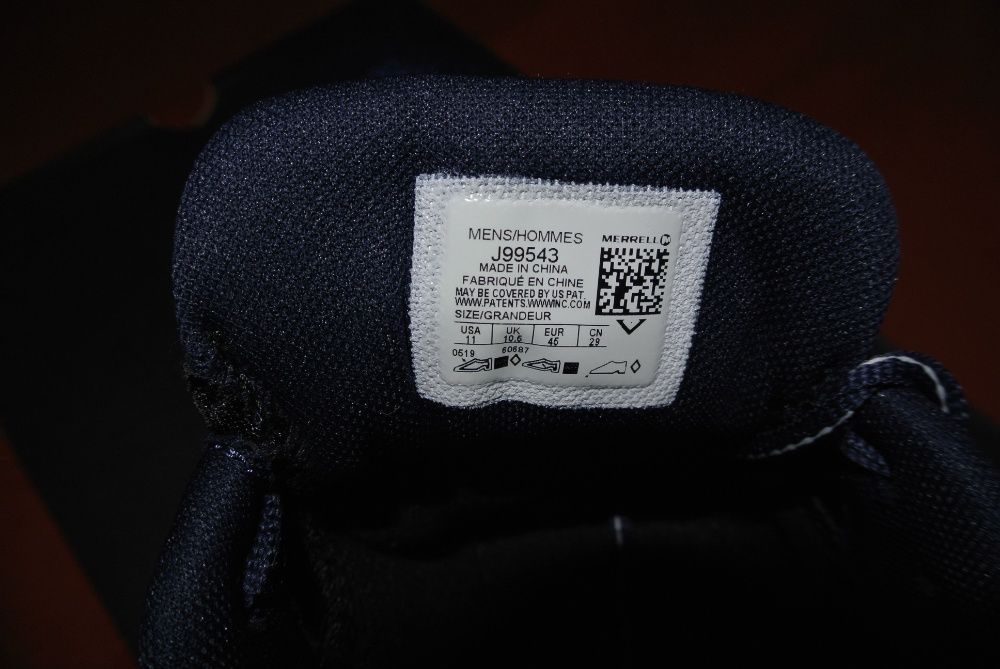 MENS/HOMMES
MERRELL
J99543
MADE IN CHINA
FABRIQUÉ EN CHINE
MAY BE COVERED BY US PAT.
WWW.PATENTS.WWWINC.COM
SIZE/GRANDEUR
USA UK EUR CN
11 10.5 45 29
0519 60687